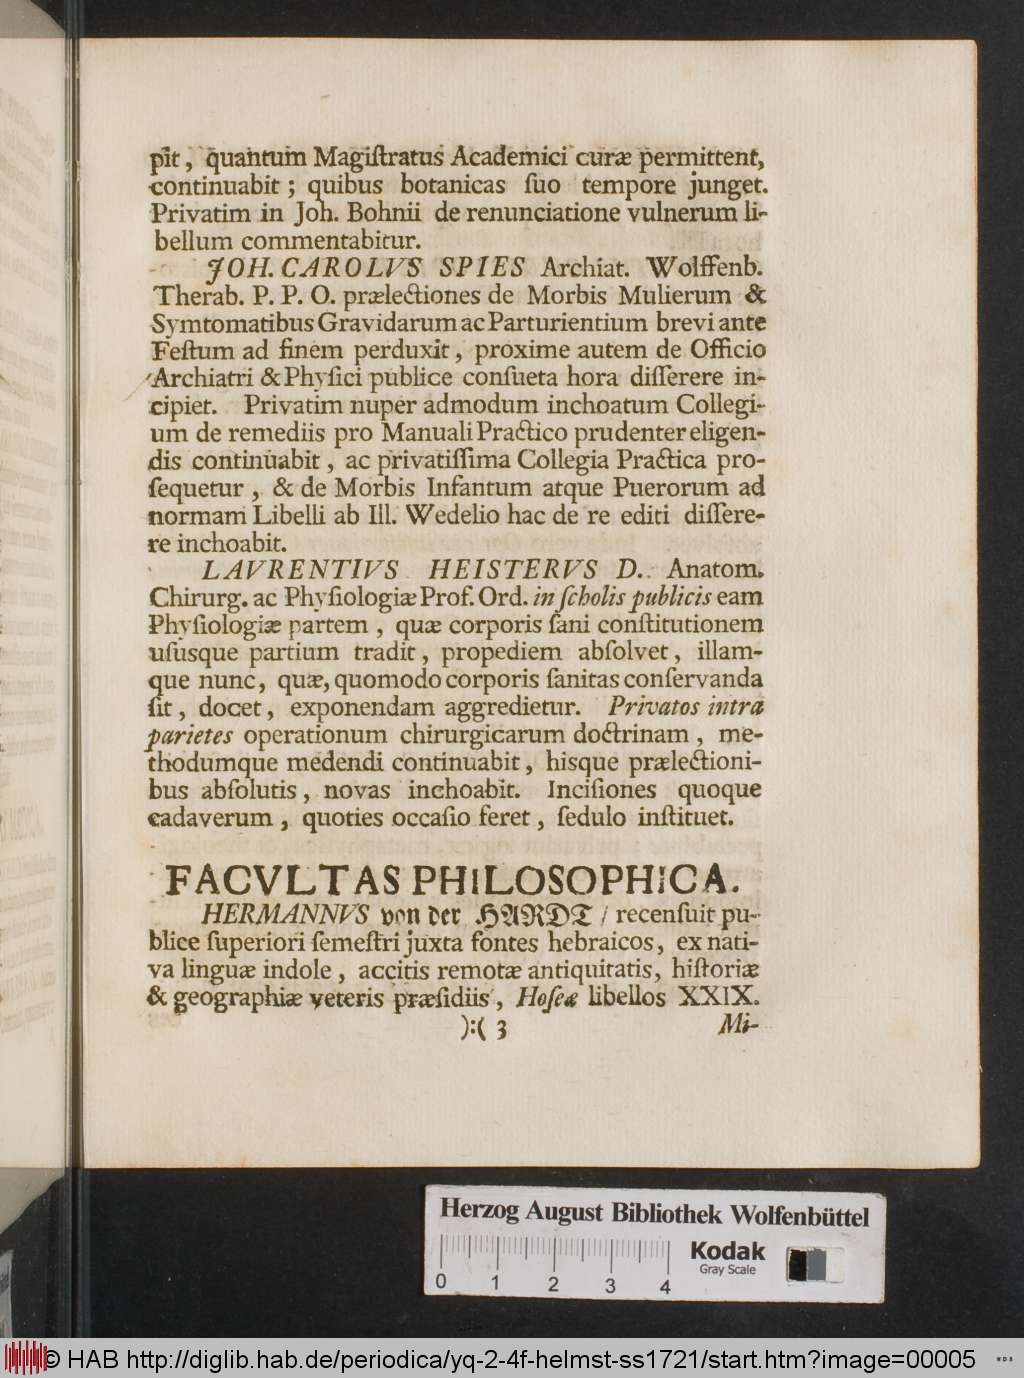 pit, quantum Magiſtratus Academici curæ permittent,
continuabit; quibus botanicas ſuo tempore junget.
Privatim in Joh. Bohnii de renunciatione vulnerum li-
bellum commentabitur.
JOH. CAROLVS SPIES Archiat. Wolffenb.
Therab. P. P. O. prælectiones de Morbis Mulierum &
Symtomatibus Gravidarum ac Parturientium brevi ante
Feſtum ad finem perduxit, proxime autem de Officio
Archiatri & Phyſici publice conſueta hora diſſerere in-
cipiet. Privatim nuper admodum inchoatum Collegi-
um de remediis pro Manuali Practico prudenter eligen-
dis continuabit, ac privatiſſima Collegia Practica pro-
ſequetur, & de Morbis Infantum atque Puerorum ad
normam Libelli ab Ill. Wedelio hac de re editi diſſere-
re inchoabit.
LAVRENTIVS HEISTERVS D. Anatom.
Chirurg. ac Phyſiologiæ Prof. Ord. in ſcholis publicis eam
Phyſiologiæ partem, quæ corporis ſani conſtitutionem
uſusque partium tradit, propediem abſolvet, illam-
que nunc, quæ, quomodo corporis ſanitas conſervanda
ſit, docet, exponendam aggredietur. Privatos intra
parietes operationum chirurgicarum doctrinam, me-
thodumque medendi continuabit, hisque prælectioni-
bus abſolutis, novas inchoabit. Inciſiones quoque
cadaverum, quoties occaſio feret, ſedulo inſtituet.
FACVLTAS PHILOSOPHICA.
HERMANNVS von der HARDT / recenſuit pu-
blice ſuperiori ſemeſtri juxta fontes hebraicos, ex nati-
va linguæ indole, accitis remotæ antiquitatis, hiſtoriæ
& geographiæ veteris præſidiis, Hoſeæ libellos XXIX.
):( 3 Mi-
Herzog August Bibliothek Wolfenbüttel
Kodak
Gray Scale
0 1 2 3 4
© HAB http://diglib.hab.de/periodica/yq-2-4f-helmst-ss1721/start.htm?image=00005